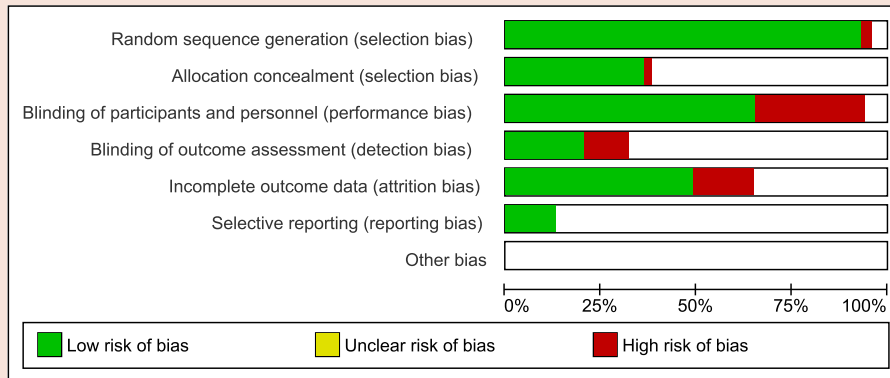 Random sequence generation (selection bias)
Allocation concealment (selection bias)
Blinding of participants and personnel (performance bias)
Blinding of outcome assessment (detection bias)
Incomplete outcome data (attrition bias)
Selective reporting (reporting bias)
Other bias
0% 25% 50% 75% 100%
Low risk of bias Unclear risk of bias High risk of bias